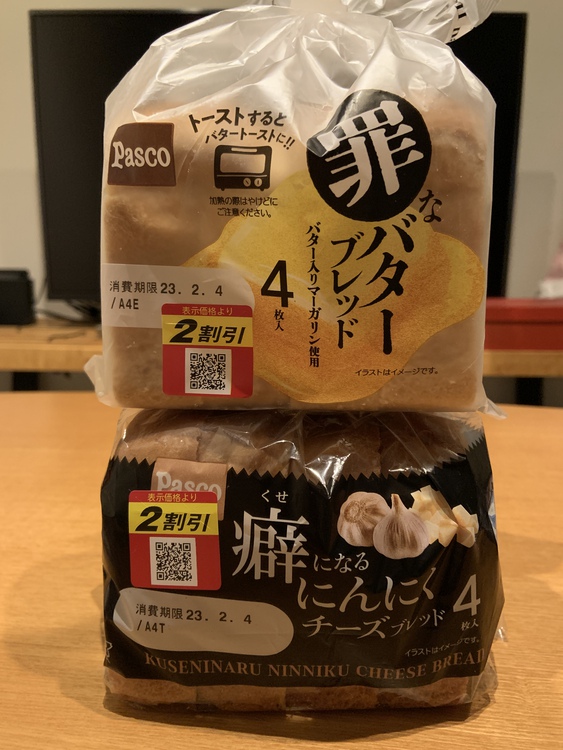 Pasco
トーストすると
バタートーストに!!
加熱の際はやけどに
ご注意ください。
罪な
バター
ブレッド
バター入りマーガリン使用
4
枚入
イラストはイメージです。
消費期限23.2.4
/A4E
表示価格より
2割引
Pasco
表示価格より
2割引
くせ
癖になる
にんにく
チーズブレッド
4
枚入
イラストはイメージです。
消費期限23.2.4
/A4T
KUSENINARU NINNIKU CHEESE BREAD